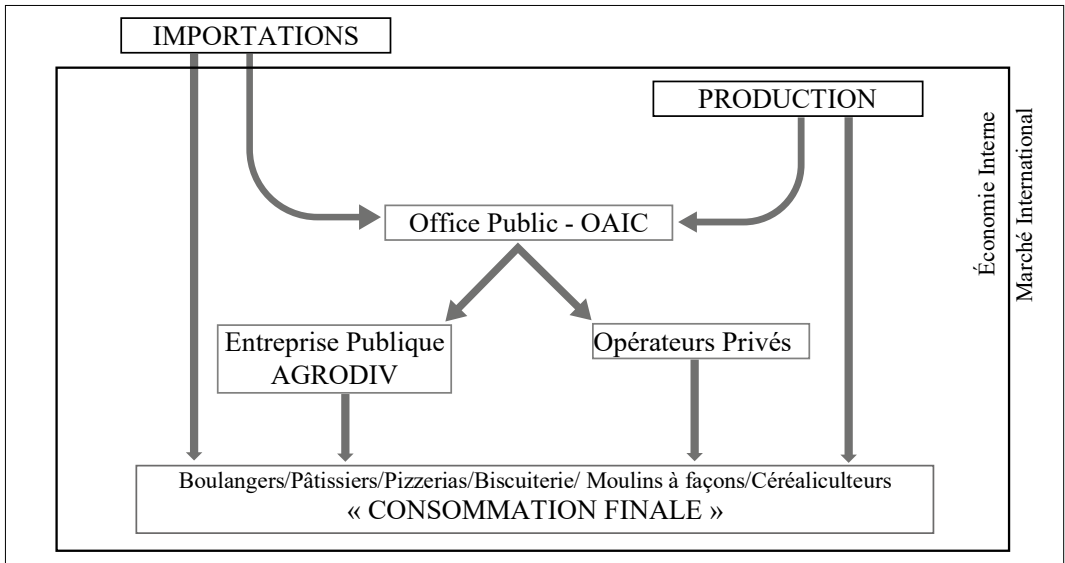 IMPORTATIONS
PRODUCTION
Économie Interne
Marché International
Office Public - OAIC
Entreprise Publique
AGRODIV
Opérateurs Privés
Boulangers/Pâtissiers/Pizzerias/Biscuiterie/ Moulins à façons/Céréaliculteurs
« CONSOMMATION FINALE »